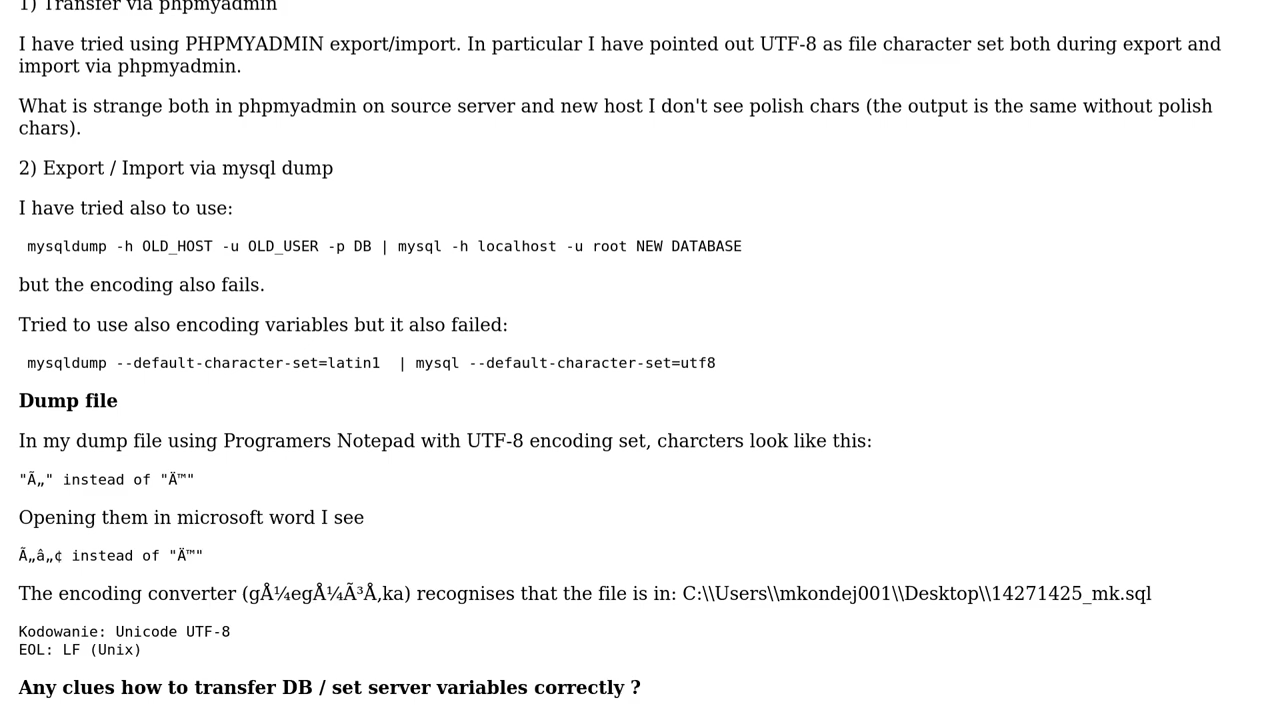 1) Transfer via phpmyadmin
I have tried using PHPMYADMIN export/import. In particular I have pointed out UTF-8 as file character set both during export and
import via phpmyadmin.
What is strange both in phpmyadmin on source server and new host I don't see polish chars (the output is the same without polish
chars).
2) Export / Import via mysql dump
I have tried also to use:
mysqldump -h OLD_HOST -u OLD_USER -p DB | mysql -h localhost -u root NEW DATABASE
but the encoding also fails.
Tried to use also encoding variables but it also failed:
mysqldump --default-character-set=latin1  | mysql --default-character-set=utf8
Dump file
In my dump file using Programers Notepad with UTF-8 encoding set, charcters look like this:
"Ã„" instead of "Ä™"
Opening them in microsoft word I see
Ã„â„¢ instead of "Ä™"
The encoding converter (gÅ¼egÅ¼Ã³Å‚ka) recognises that the file is in: C:\\Users\\mkondej001\\Desktop\\14271425_mk.sql
Kodowanie: Unicode UTF-8
EOL: LF (Unix)
Any clues how to transfer DB / set server variables correctly ?